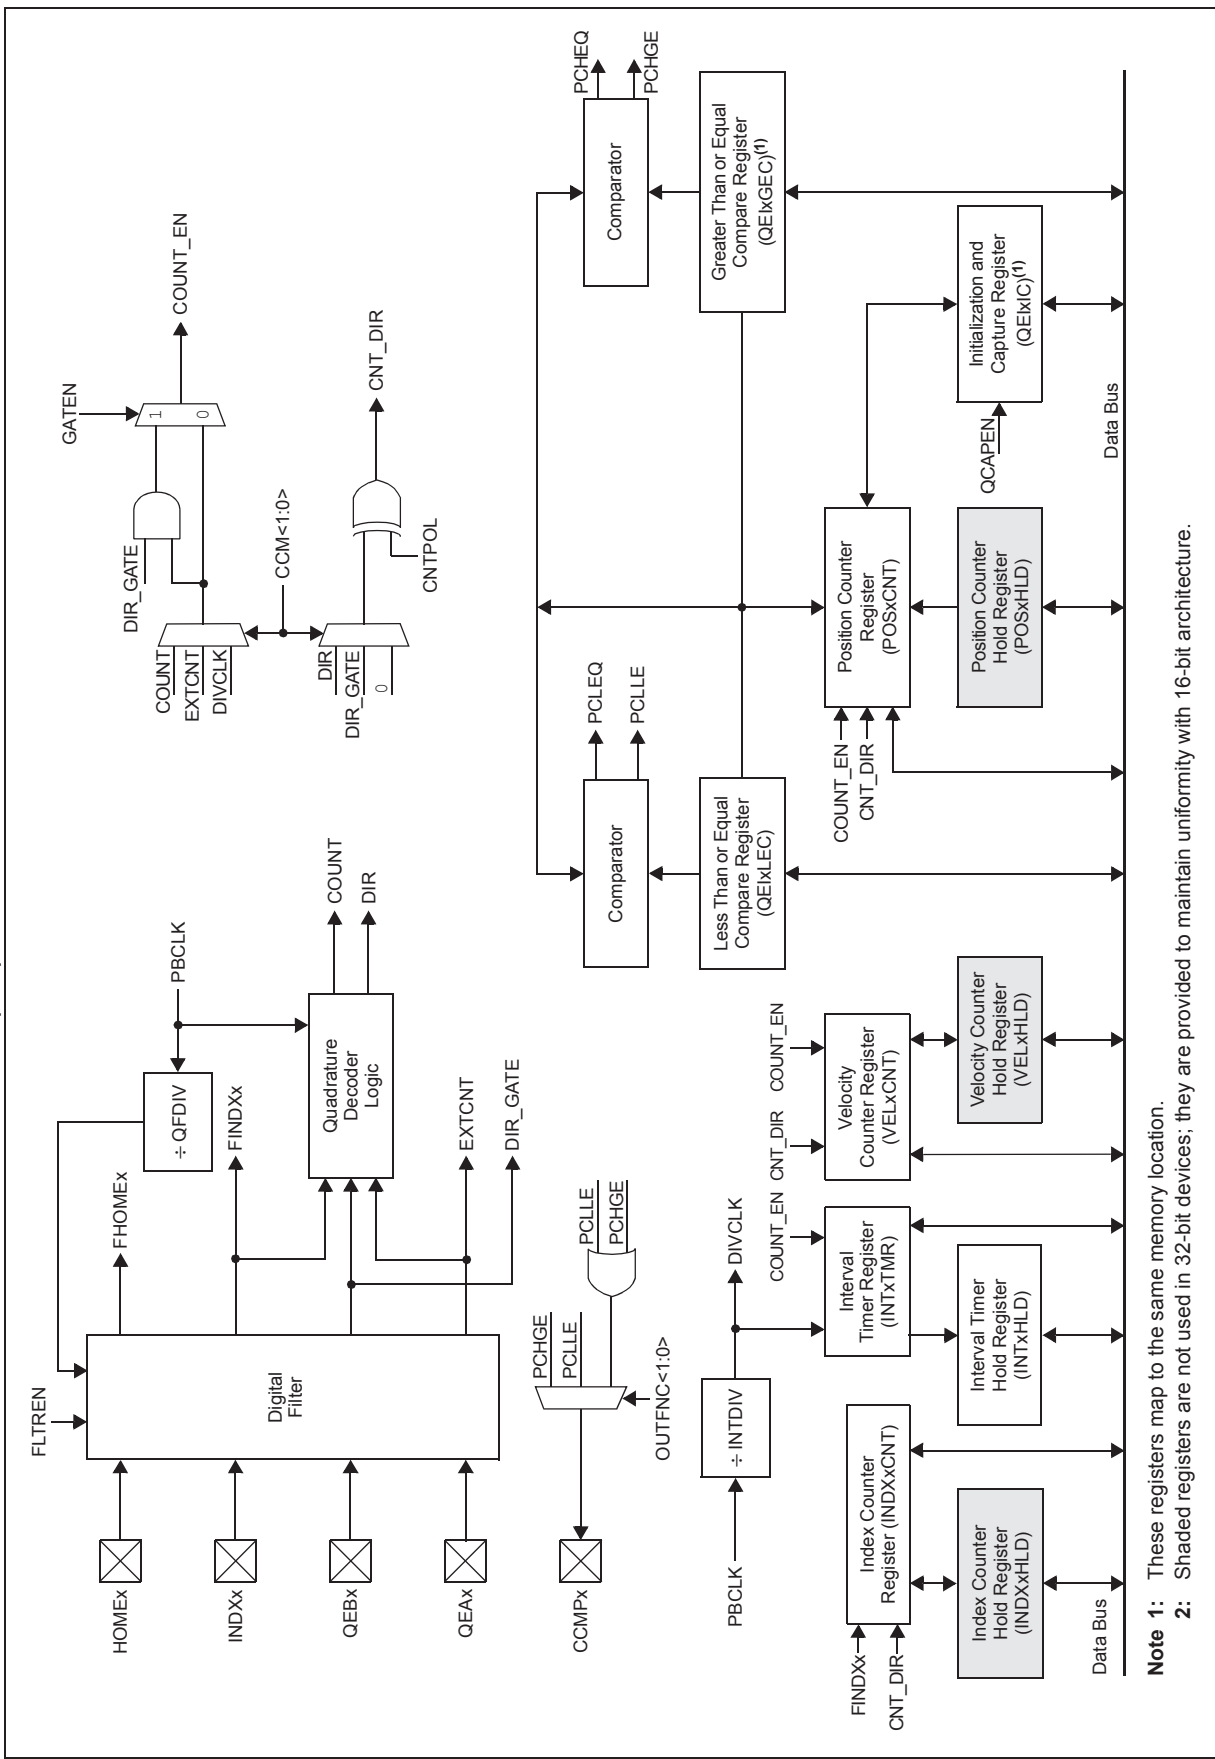 HOMEx
INDXx
QEBx
QEAx
CCMPx
FLTREN
Digital
Filter
÷ QFDIV
PBCLK
FHOMEx
FINDXx
Quadrature
Decoder
Logic
COUNT
DIR
EXTCNT
DIR_GATE
PCHGE
PCLLE
OUTFNC<1:0>
PCLLE
PCHGE
COUNT
EXTCNT
DIVCLK
DIR_GATE
GATEN
1
0
COUNT_EN
CCM<1:0>
DIR
DIR_GATE
0
CNTPOL
CNT_DIR
PBCLK
÷ INTDIV
DIVCLK
FINDXx
CNT_DIR
Index Counter
Register (INDXxCNT)
Index Counter
Hold Register
(INDXxHLD)
COUNT_EN
Interval
Timer Register
(INTxTMR)
Interval Timer
Hold Register
(INTxHLD)
CNT_DIR
COUNT_EN
Velocity
Counter Register
(VELxCNT)
Velocity Counter
Hold Register
(VELxHLD)
Comparator
PCLEQ
PCLLE
Less Than or Equal
Compare Register
(QEIxLEC)
COUNT_EN
CNT_DIR
Position Counter
Register
(POSxCNT)
Position Counter
Hold Register
(POSxHLD)
Comparator
PCHEQ
PCHGE
Greater Than or Equal
Compare Register
(QEIxGEC)(1)
QCAPEN
Initialization and
Capture Register
(QEIxIC)(1)
Data Bus
Data Bus
Note 1: These registers map to the same memory location.
2: Shaded registers are not used in 32-bit devices; they are provided to maintain uniformity with 16-bit architecture.